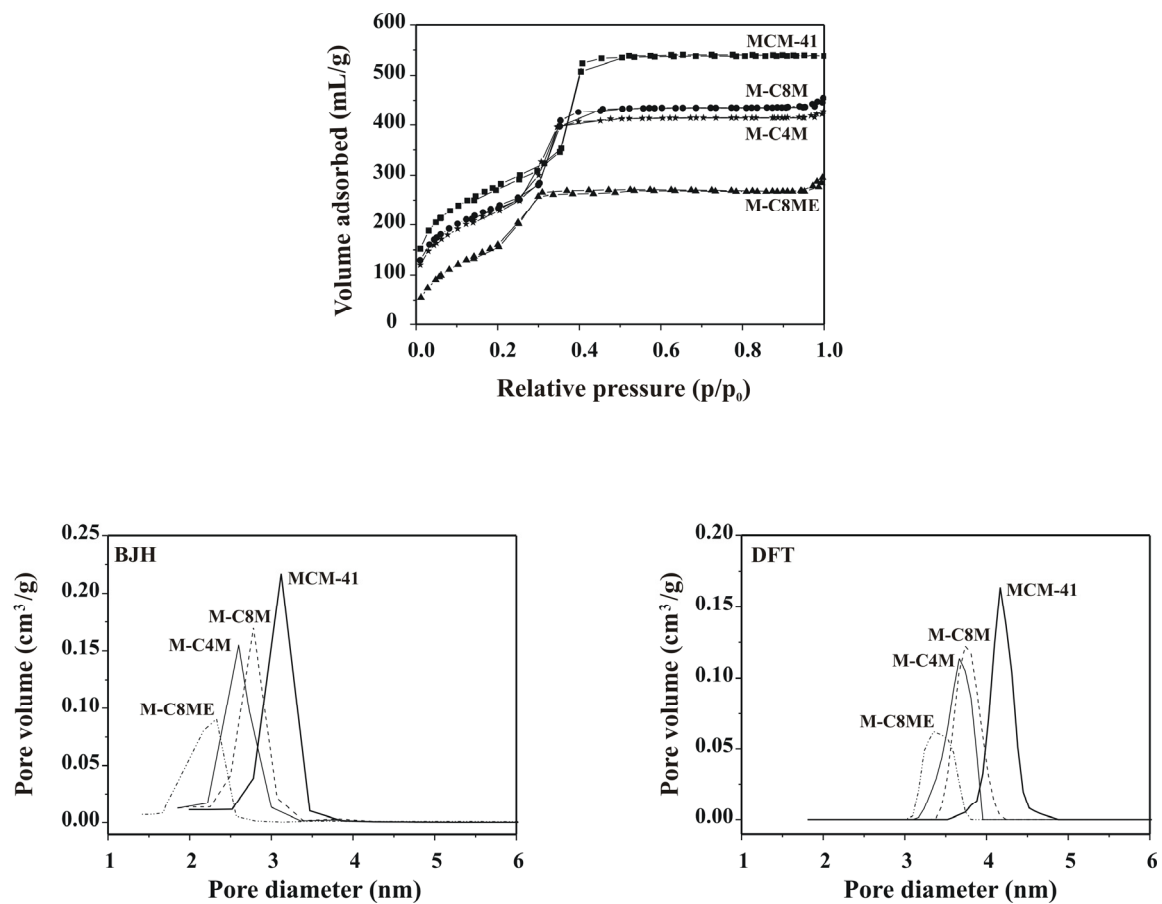 600
500
400
300
200
100
0
Volume adsorbed (mL/g)
MCM-41
M-C8M
M-C4M
M-C8ME
0.0 0.2 0.4 0.6 0.8 1.0
Relative pressure (p/p₀)
BJH
0.25
0.20
0.15
0.10
0.05
0.00
Pore volume (cm³/g)
MCM-41
M-C8M
M-C4M
M-C8ME
1 2 3 4 5 6
Pore diameter (nm)
DFT
0.20
0.15
0.10
0.05
0.00
Pore volume (cm³/g)
MCM-41
M-C8M
M-C4M
M-C8ME
1 2 3 4 5 6
Pore diameter (nm)